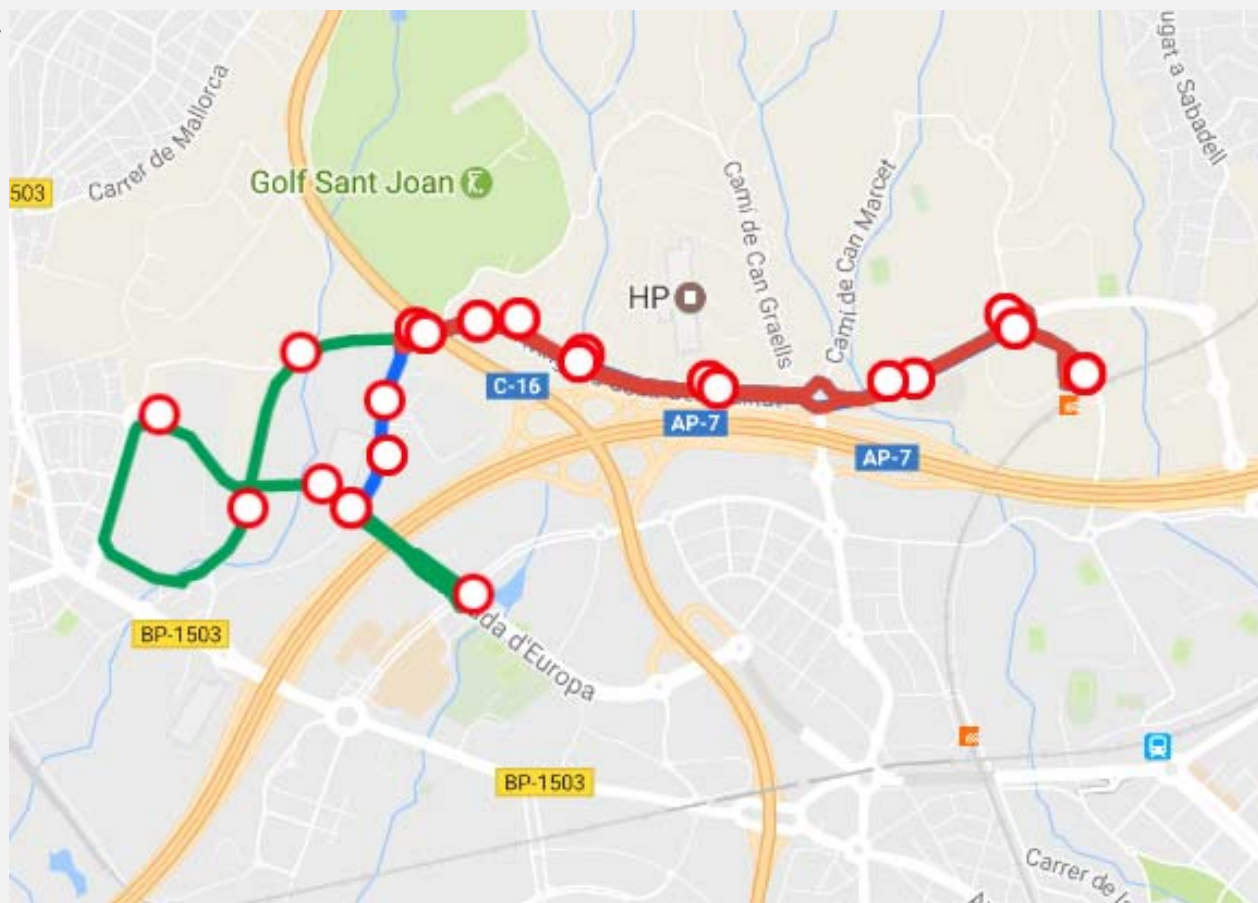 Carrer de Mallorca
ugat a Sabadell
503
Golf Sant Joan
Camí de Can Graells
Camí de Can Marcet
HP
C-16
AP-7
AP-7
BP-1503
da d'Europa
BP-1503
Carrer de la